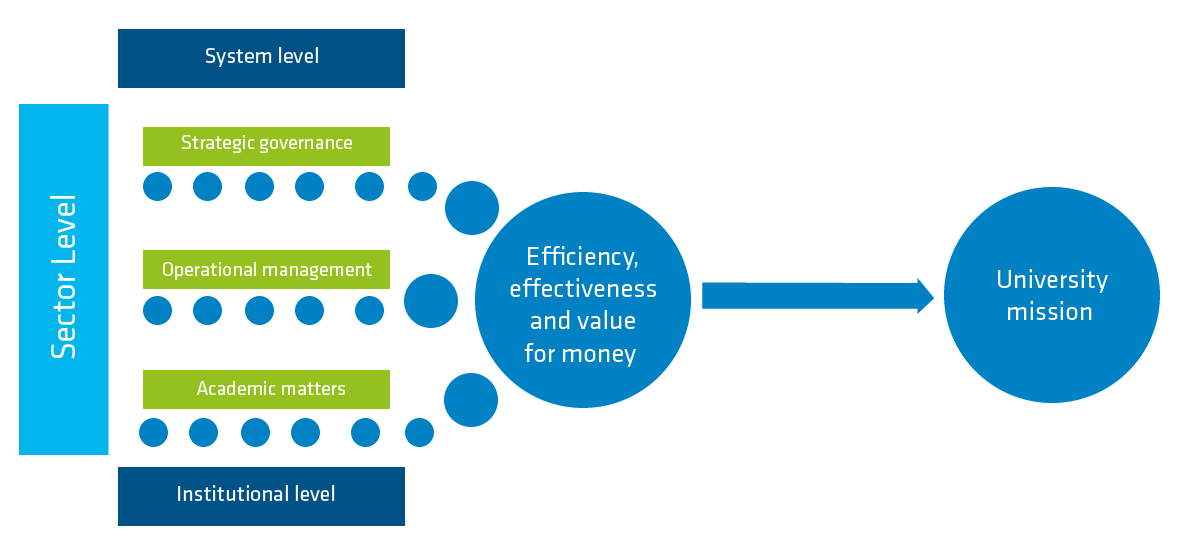 System level
Sector Level
Strategic governance
Operational management
Academic matters
Institutional level
Efficiency,
effectiveness
and value
for money
University
mission